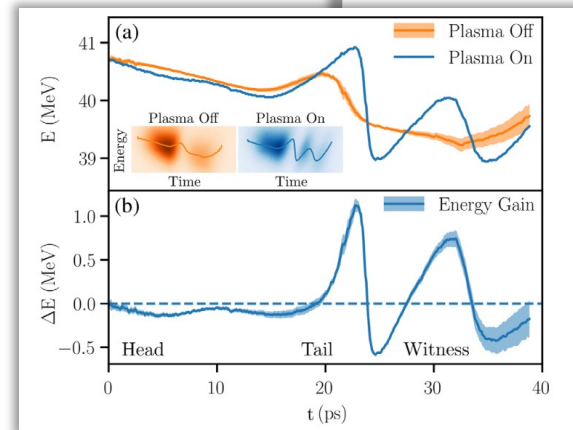 (a)
Plasma Off
Plasma On
41
40
39
E (MeV)
Plasma Off Plasma On
Energy
Time Time
(b)
Energy Gain
1.0
0.5
0.0
−0.5
ΔE (MeV)
Head Tail Witness
0 10 20 30 40
t (ps)